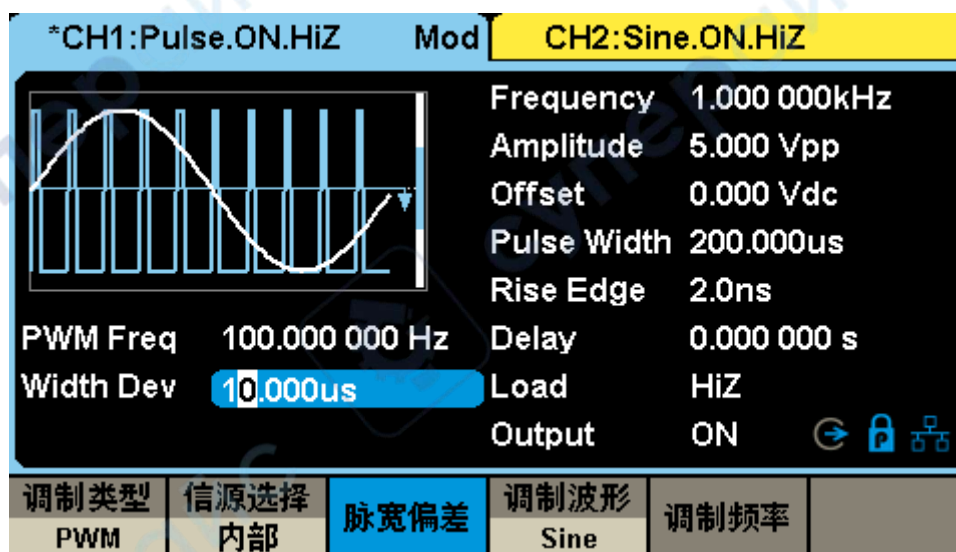 *CH1:Pulse.ON.HiZ Mod
CH2:Sine.ON.HiZ
Frequency 1.000 000kHz
Amplitude 5.000 Vpp
Offset 0.000 Vdc
Pulse Width 200.000us
Rise Edge 2.0ns
PWM Freq 100.000 000 Hz
Delay 0.000 000 s
Width Dev 10.000us
Load HiZ
Output ON
调制类型
PWM
信源选择
内部
脉宽偏差
调制波形
Sine
调制频率